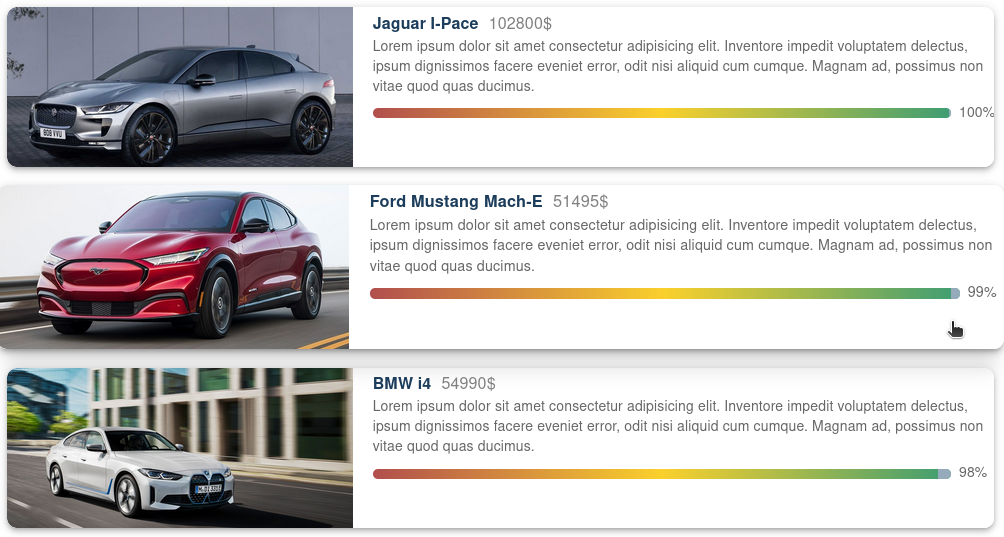 Jaguar I-Pace 102800$
Lorem ipsum dolor sit amet consectetur adipisicing elit. Inventore impedit voluptatem delectus,
ipsum dignissimos facere eveniet error, odit nisi aliquid cum cumque. Magnam ad, possimus non
vitae quod quas ducimus.
100%
BOB VVU
Ford Mustang Mach-E 51495$
Lorem ipsum dolor sit amet consectetur adipisicing elit. Inventore impedit voluptatem delectus,
ipsum dignissimos facere eveniet error, odit nisi aliquid cum cumque. Magnam ad, possimus non
vitae quod quas ducimus.
99%
BMW i4 54990$
Lorem ipsum dolor sit amet consectetur adipisicing elit. Inventore impedit voluptatem delectus,
ipsum dignissimos facere eveniet error, odit nisi aliquid cum cumque. Magnam ad, possimus non
vitae quod quas ducimus.
98%